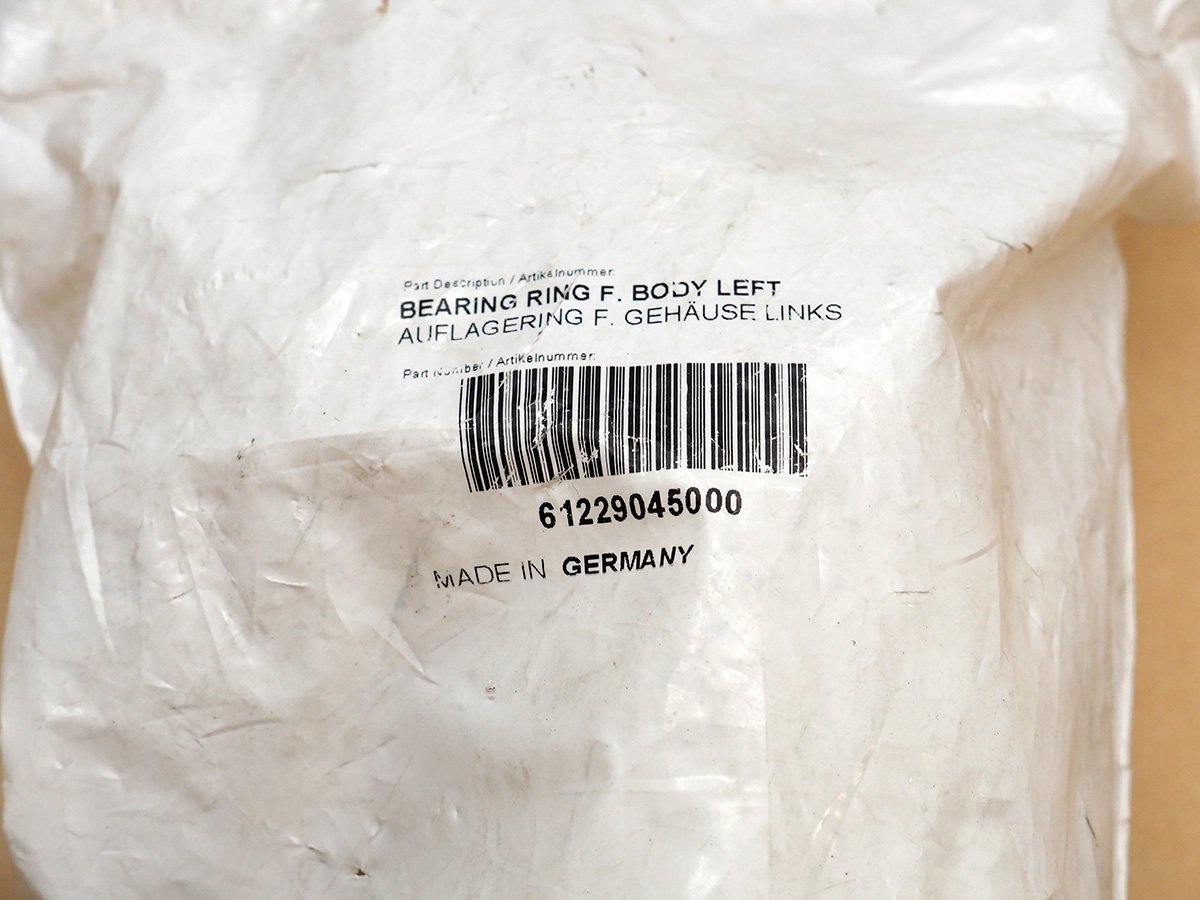 Part Description / Artikelnummer:
BEARING RING F. BODY LEFT
AUFLAGERING F. GEHÄUSE LINKS
Part Number / Artikelnummer:
61229045000
MADE IN GERMANY